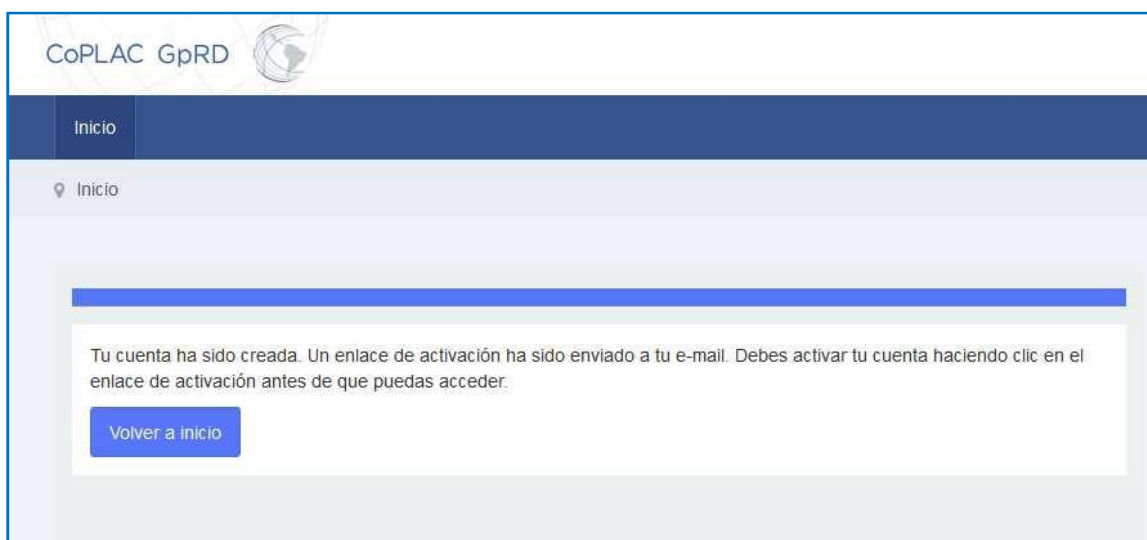 CoPLAC GpRD
Inicio
Inicio
Tu cuenta ha sido creada. Un enlace de activación ha sido enviado a tu e-mail. Debes activar tu cuenta haciendo clic en el
enlace de activación antes de que puedas acceder.
Volver a inicio